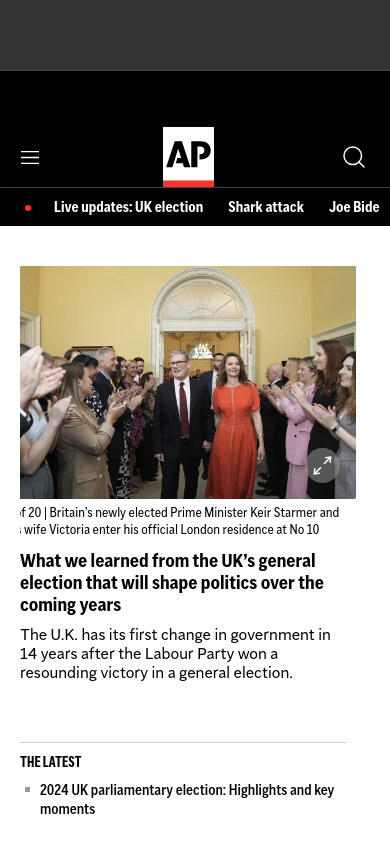 AP
Live updates: UK election Shark attack Joe Bide
of 20 | Britain's newly elected Prime Minister Keir Starmer and
wife Victoria enter his official London residence at No 10
What we learned from the UK's general
election that will shape politics over the
coming years
The U.K. has its first change in government in
14 years after the Labour Party won a
resounding victory in a general election.
THE LATEST
2024 UK parliamentary election: Highlights and key
moments